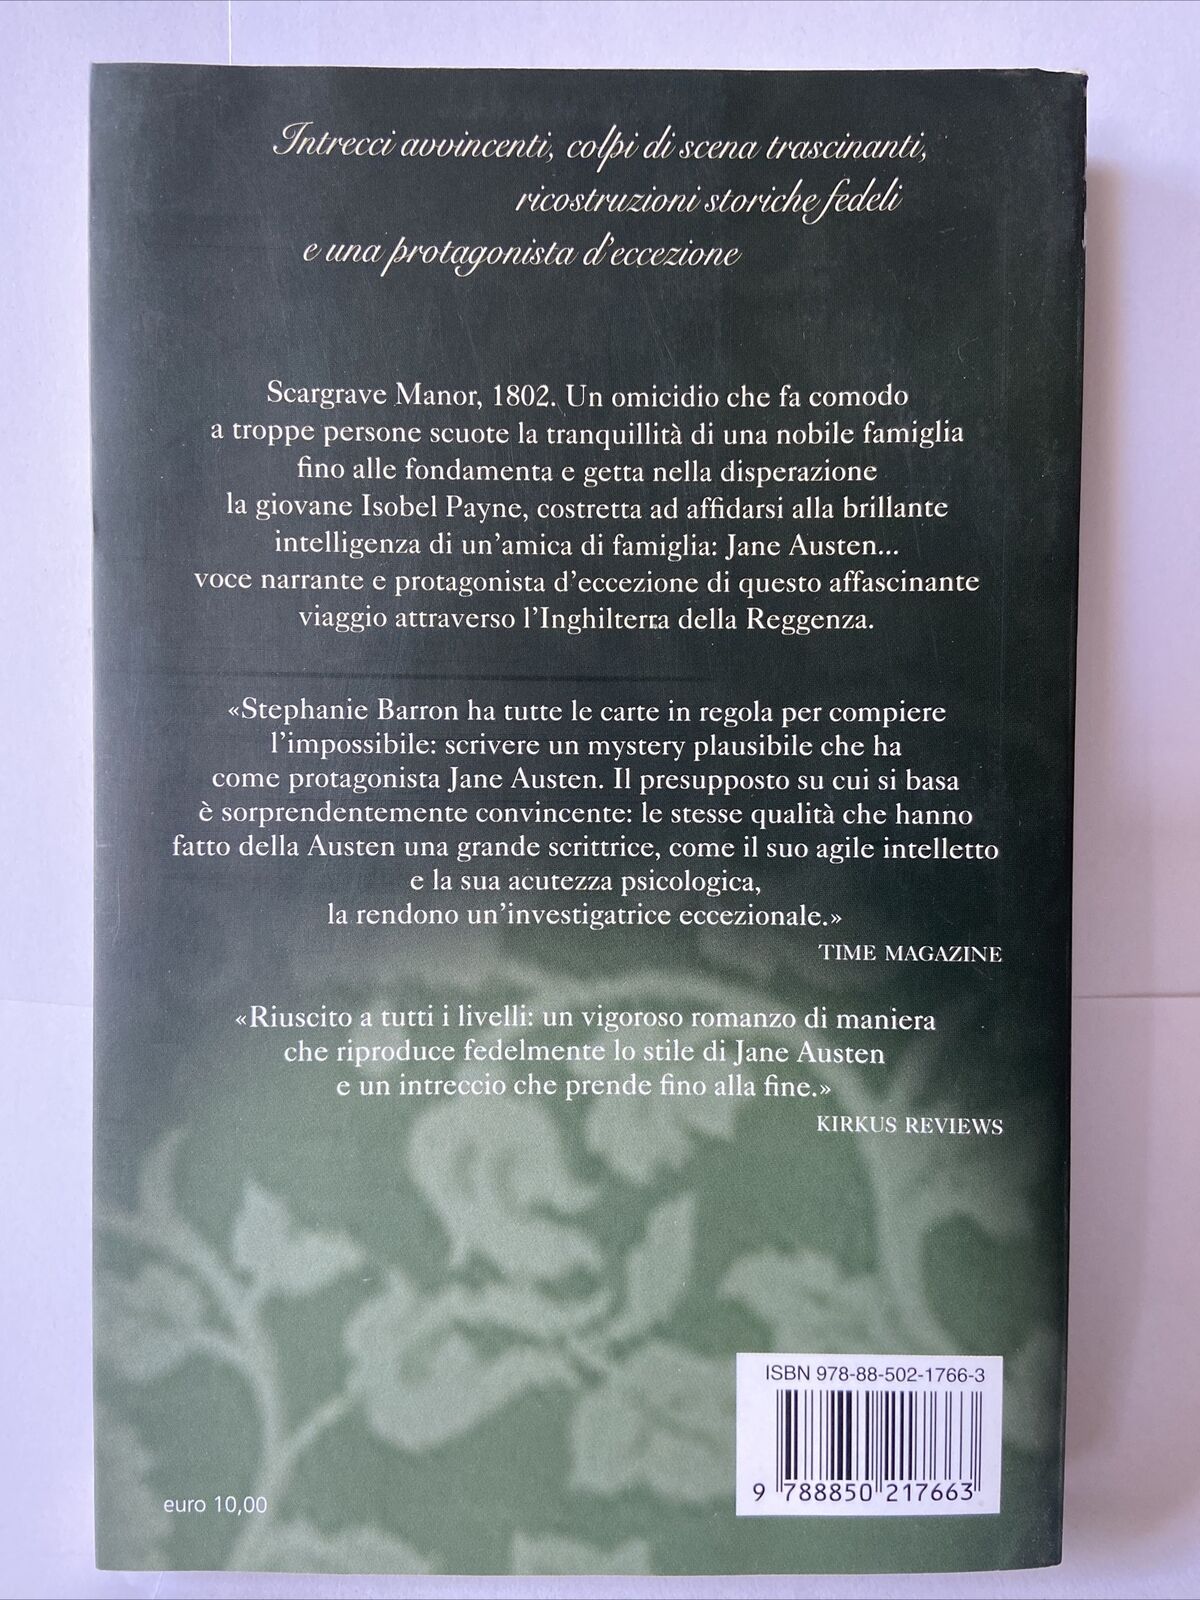 Intrecci avvincenti, colpi di scena trascinanti,
ricostruzioni storiche fedeli
e una protagonista d'eccezione
Scargrave Manor, 1802. Un omicidio che fa comodo
a troppe persone scuote la tranquillità di una nobile famiglia
fino alle fondamenta e getta nella disperazione
la giovane Isobel Payne, costretta ad affidarsi alla brillante
intelligenza di un'amica di famiglia: Jane Austen...
voce narrante e protagonista d'eccezione di questo affascinante
viaggio attraverso l'Inghilterra della Reggenza.
«Stephanie Barron ha tutte le carte in regola per compiere
l'impossibile: scrivere un mystery plausibile che ha
come protagonista Jane Austen. Il presupposto su cui si basa
è sorprendentemente convincente: le stesse qualità che hanno
fatto della Austen una grande scrittrice, come il suo agile intelletto
e la sua acutezza psicologica,
la rendono un'investigatrice eccezionale.»
TIME MAGAZINE
«Riuscito a tutti i livelli: un vigoroso romanzo di maniera
che riproduce fedelmente lo stile di Jane Austen
e un intreccio che prende fino alla fine.»
KIRKUS REVIEWS
ISBN 978-88-502-1766-3
9 788850 217663
euro 10,00